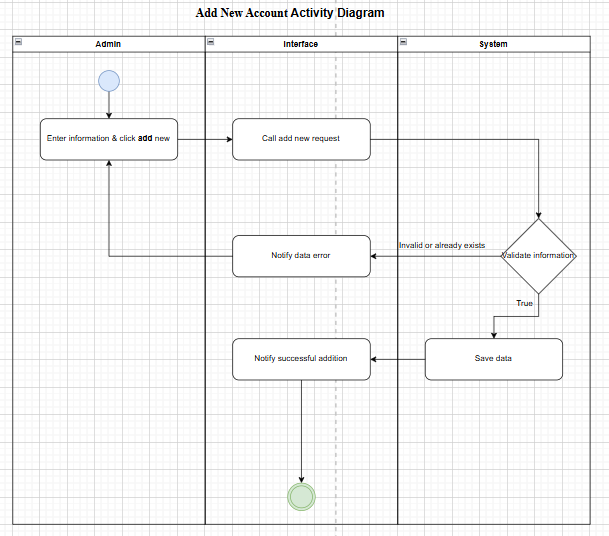 Add New Account Activity Diagram
Admin
Interface
System
Enter information & click add new
Call add new request
Invalid or already exists
Notify data error
Validate information
True
Notify successful addition
Save data